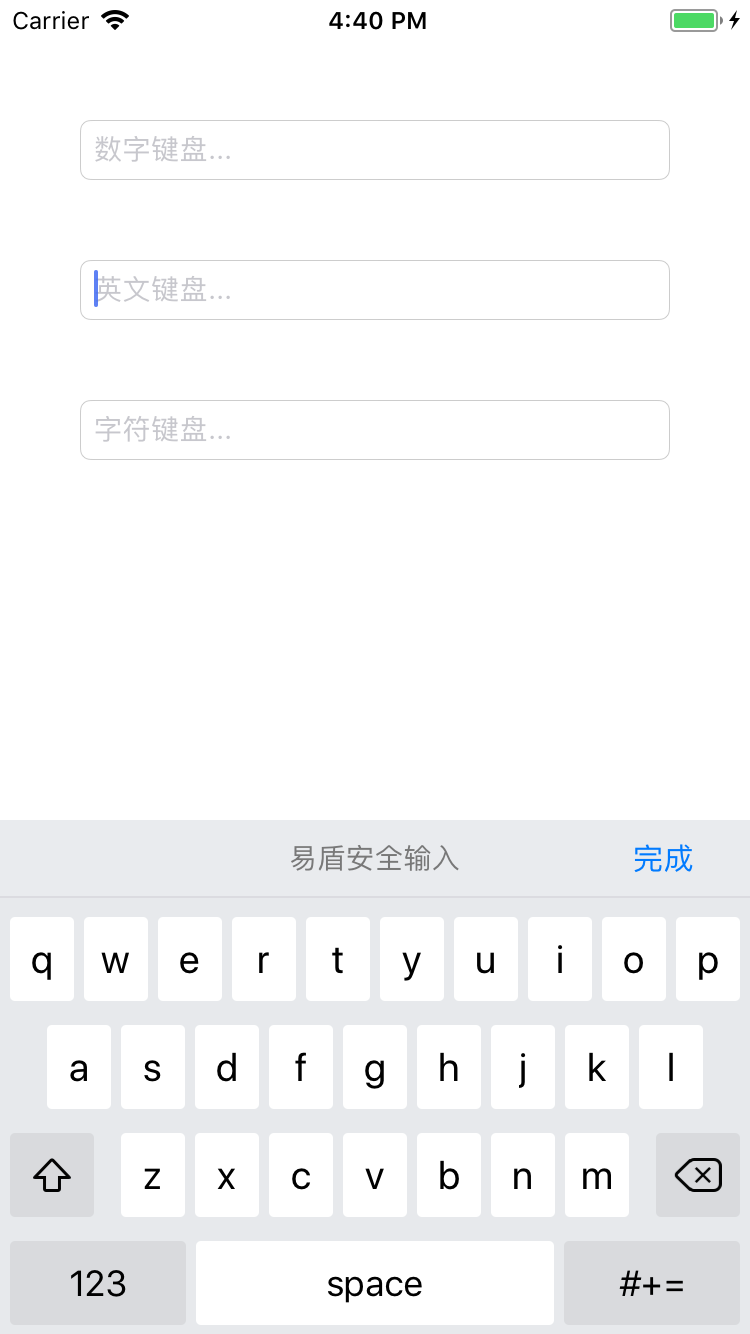 Carrier 4:40 PM
数字键盘...
英文键盘...
字符键盘...
易盾安全输入 完成
q w e r t y u i o p
a s d f g h j k l
z x c v b n m
123 space #+=